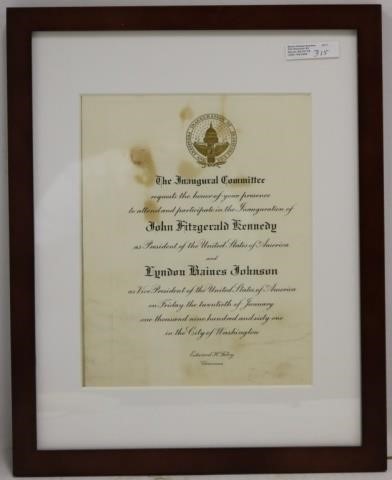 315
The Inaugural Committee
requests the honor of your presence
to attend and participate in the Inauguration of
John Fitzgerald Kennedy
as President of the United States of America
and
Lyndon Baines Johnson
as Vice President of the United States of America
on Friday the twentieth of January
one thousand nine hundred and sixty one
in the City of Washington
Edward H. Foley
Chairman